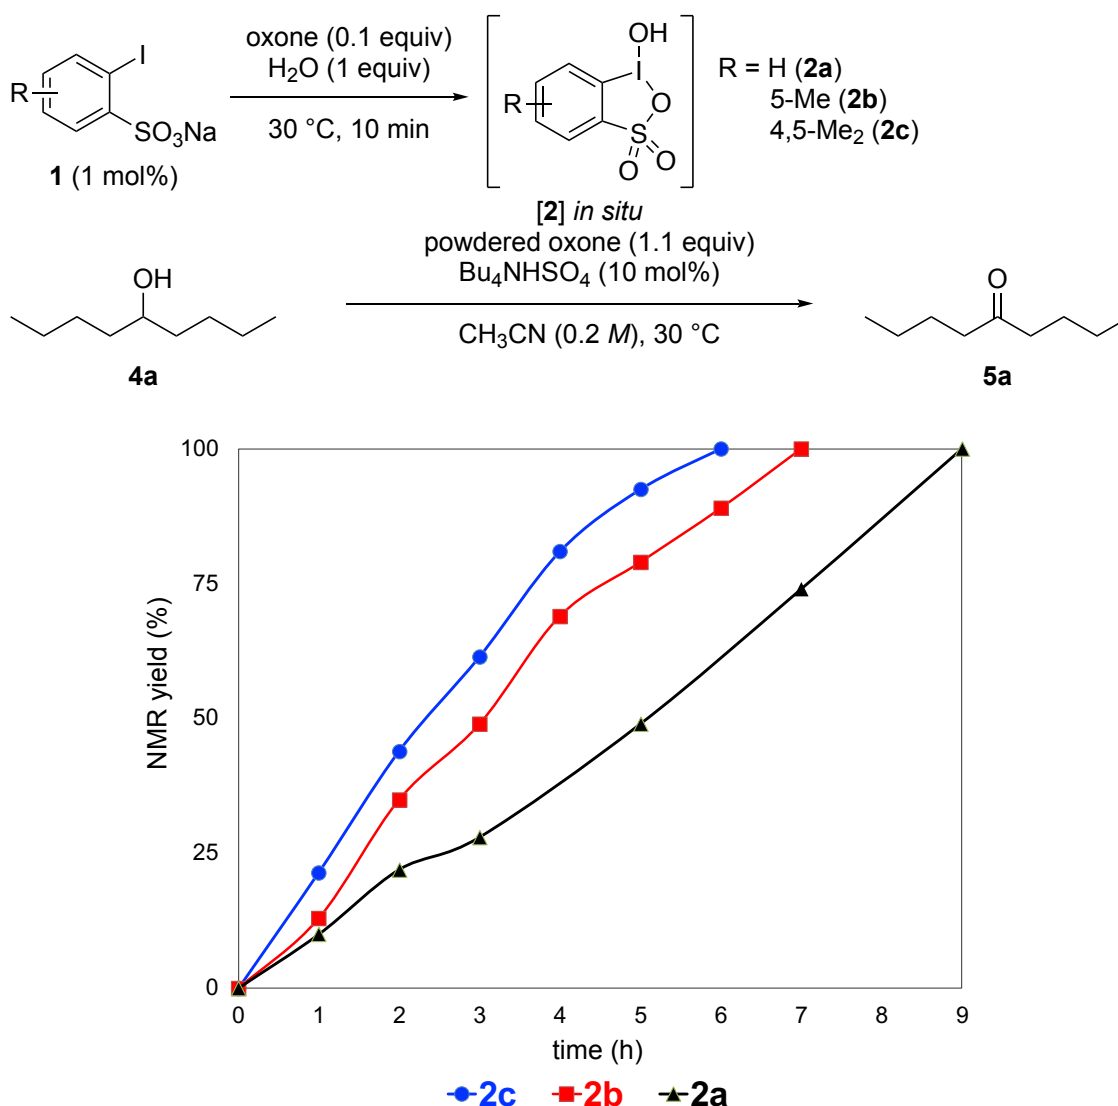 oxone (0.1 equiv)
H2O (1 equiv)
30 °C, 10 min
R
I
SO3Na
1 (1 mol%)
OH
I
R
O
S
O
O
[2] in situ
R = H (2a)
5-Me (2b)
4,5-Me2 (2c)
powdered oxone (1.1 equiv)
Bu4NHSO4 (10 mol%)
CH3CN (0.2 M), 30 °C
OH
4a
O
5a
NMR yield (%)
100
75
50
25
0
0 1 2 3 4 5 6 7 8 9
time (h)
2c 2b 2a